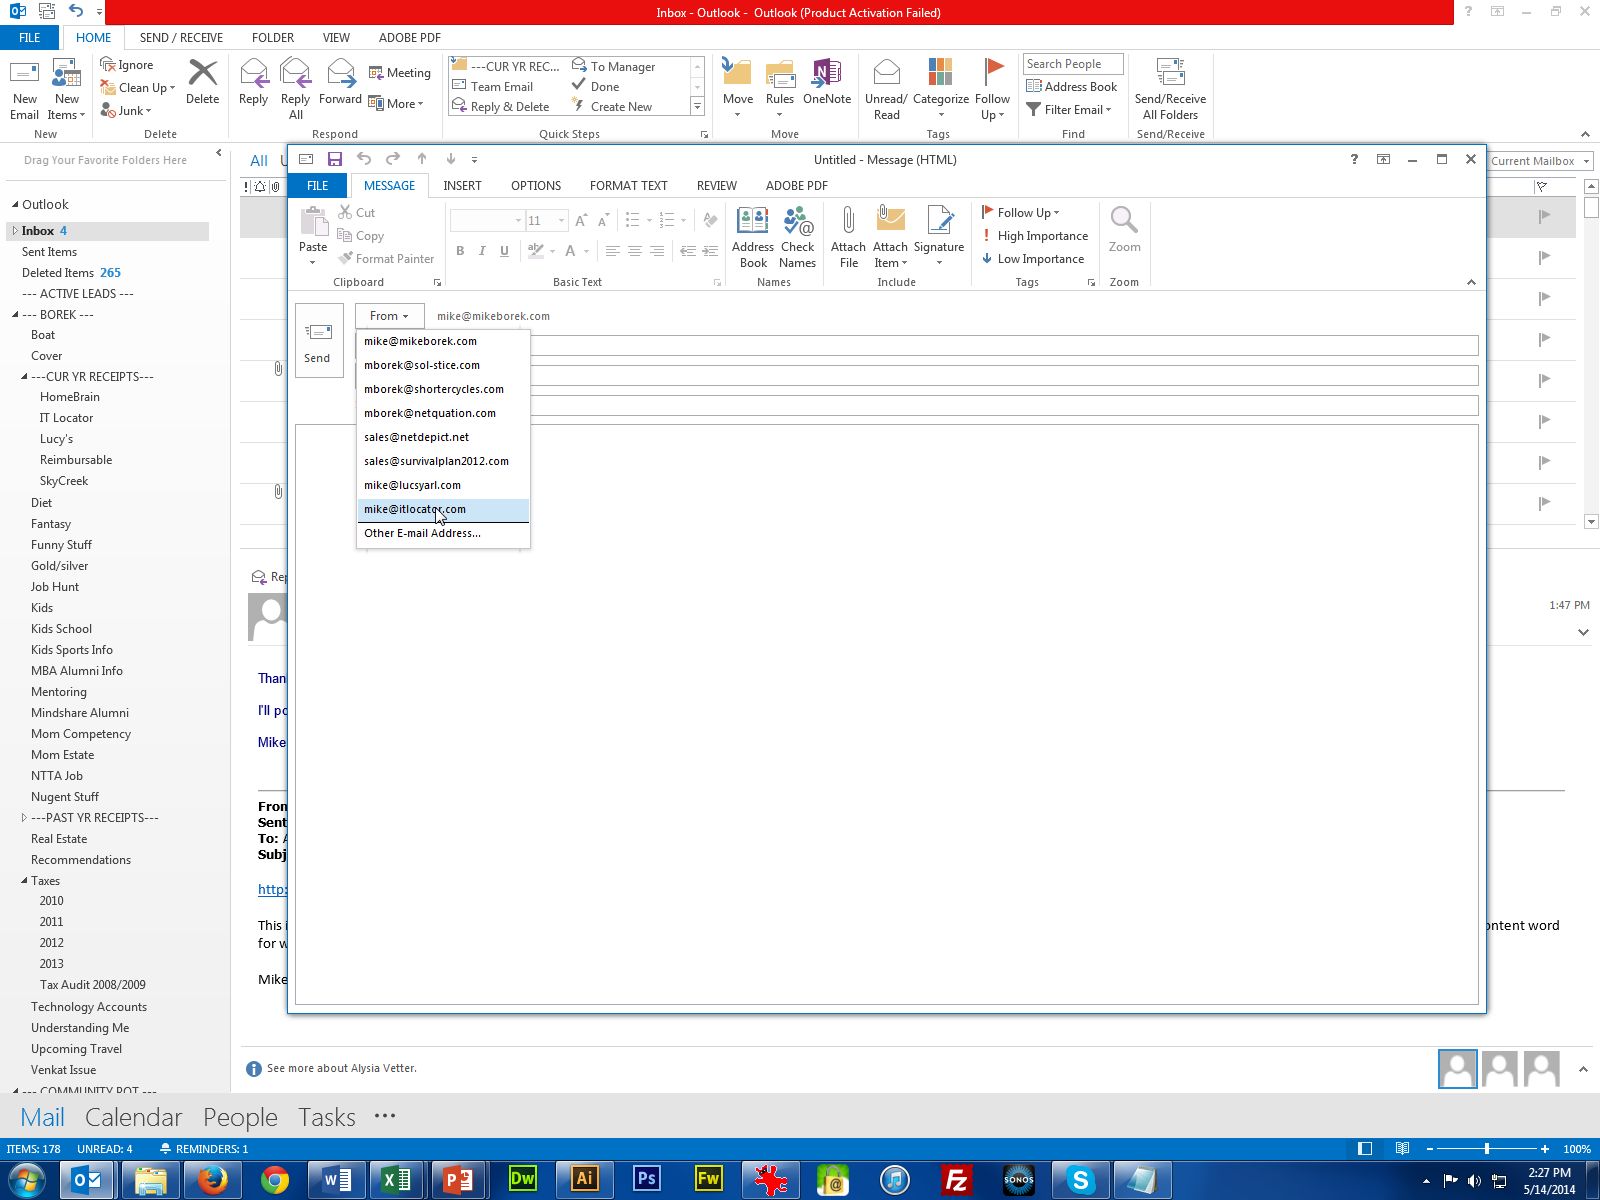 Inbox - Outlook - Outlook (Product Activation Failed)
FILE HOME SEND / RECEIVE FOLDER VIEW ADOBE PDF
New Email
New Items
New
Ignore
Clean Up
Junk
Delete
Delete
Reply
Reply All
Forward
Meeting
More
Respond
---CUR YR REC...
Team Email
Reply & Delete
To Manager
Done
Create New
Quick Steps
Move
Rules
OneNote
Move
Unread/ Read
Categorize
Follow Up
Tags
Search People
Address Book
Filter Email
Find
Send/Receive All Folders
Send/Receive
Drag Your Favorite Folders Here
Outlook
Inbox 4
Sent Items
Deleted Items 265
--- ACTIVE LEADS ---
--- BOREK ---
Boat
Cover
---CUR YR RECEIPTS---
HomeBrain
IT Locator
Lucy's
Reimbursable
SkyCreek
Diet
Fantasy
Funny Stuff
Gold/silver
Job Hunt
Kids
Kids School
Kids Sports Info
MBA Alumni Info
Mentoring
Mindshare Alumni
Mom Competency
Mom Estate
NTTA Job
Nugent Stuff
---PAST YR RECEIPTS---
Real Estate
Recommendations
Taxes
2010
2011
2012
2013
Tax Audit 2008/2009
Technology Accounts
Understanding Me
Upcoming Travel
Venkat Issue
--- COMMUNITY POT ---
All
Current Mailbox
Untitled - Message (HTML)
FILE MESSAGE INSERT OPTIONS FORMAT TEXT REVIEW ADOBE PDF
Paste
Cut
Copy
Format Painter
Clipboard
11
B I U
Basic Text
Address Book
Check Names
Names
Attach File
Attach Item
Signature
Include
Follow Up
High Importance
Low Importance
Tags
Zoom
Zoom
Send
From
mike@mikeborek.com
mike@mikeborek.com
mborek@sol-stice.com
mborek@shortercycles.com
mborek@netquation.com
sales@netdepict.net
sales@survivalplan2012.com
mike@lucsyarl.com
mike@itlocator.com
Other E-mail Address...
1:47 PM
I'll
Mike
To:
http:
This
ontent word
for
Mike
See more about Alysia Vetter.
Mail Calendar People Tasks ...
ITEMS: 178 UNREAD: 4 REMINDERS: 1
100%
Dw Ai Ps Fw SONOS
2:27 PM
5/14/2014